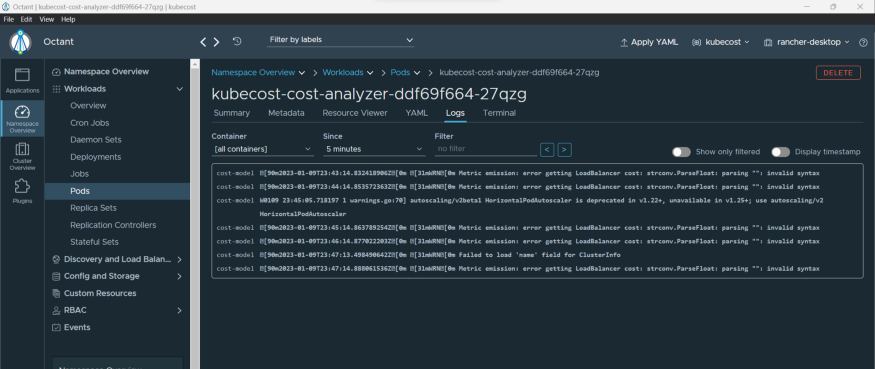 Octant | kubecost-cost-analyzer-ddf69f664-27qzg | kubecost
File Edit View Help
Octant
Filter by labels
Apply YAML
kubecost
rancher-desktop
Applications
Namespace Overview
Cluster Overview
Plugins
Namespace Overview
Workloads
Overview
Cron Jobs
Daemon Sets
Deployments
Jobs
Pods
Replica Sets
Replication Controllers
Stateful Sets
Discovery and Load Balan...
Config and Storage
Custom Resources
RBAC
Events
Namespace Overview > Workloads > Pods > kubecost-cost-analyzer-ddf69f664-27qzg
DELETE
kubecost-cost-analyzer-ddf69f664-27qzg
Summary Metadata Resource Viewer YAML Logs Terminal
Container Since Filter
[all containers] 5 minutes no filter < >
Show only filtered Display timestamp
cost-model [90m2023-01-09T23:43:14.832418906Z[0m [31mWRN[0m Metric emission: error getting LoadBalancer cost: strconv.ParseFloat: parsing "": invalid syntax
cost-model [90m2023-01-09T23:44:14.853572363Z[0m [31mWRN[0m Metric emission: error getting LoadBalancer cost: strconv.ParseFloat: parsing "": invalid syntax
cost-model W0109 23:45:05.718197 1 warnings.go:70] autoscaling/v2beta1 HorizontalPodAutoscaler is deprecated in v1.22+, unavailable in v1.25+; use autoscaling/v2
HorizontalPodAutoscaler
cost-model [90m2023-01-09T23:45:14.863789254Z[0m [31mWRN[0m Metric emission: error getting LoadBalancer cost: strconv.ParseFloat: parsing "": invalid syntax
cost-model [90m2023-01-09T23:46:14.877022203Z[0m [31mWRN[0m Metric emission: error getting LoadBalancer cost: strconv.ParseFloat: parsing "": invalid syntax
cost-model [90m2023-01-09T23:47:13.498490642Z[0m [31mWRN[0m Failed to load 'name' field for ClusterInfo
cost-model [90m2023-01-09T23:47:14.888061536Z[0m [31mWRN[0m Metric emission: error getting LoadBalancer cost: strconv.ParseFloat: parsing "": invalid syntax